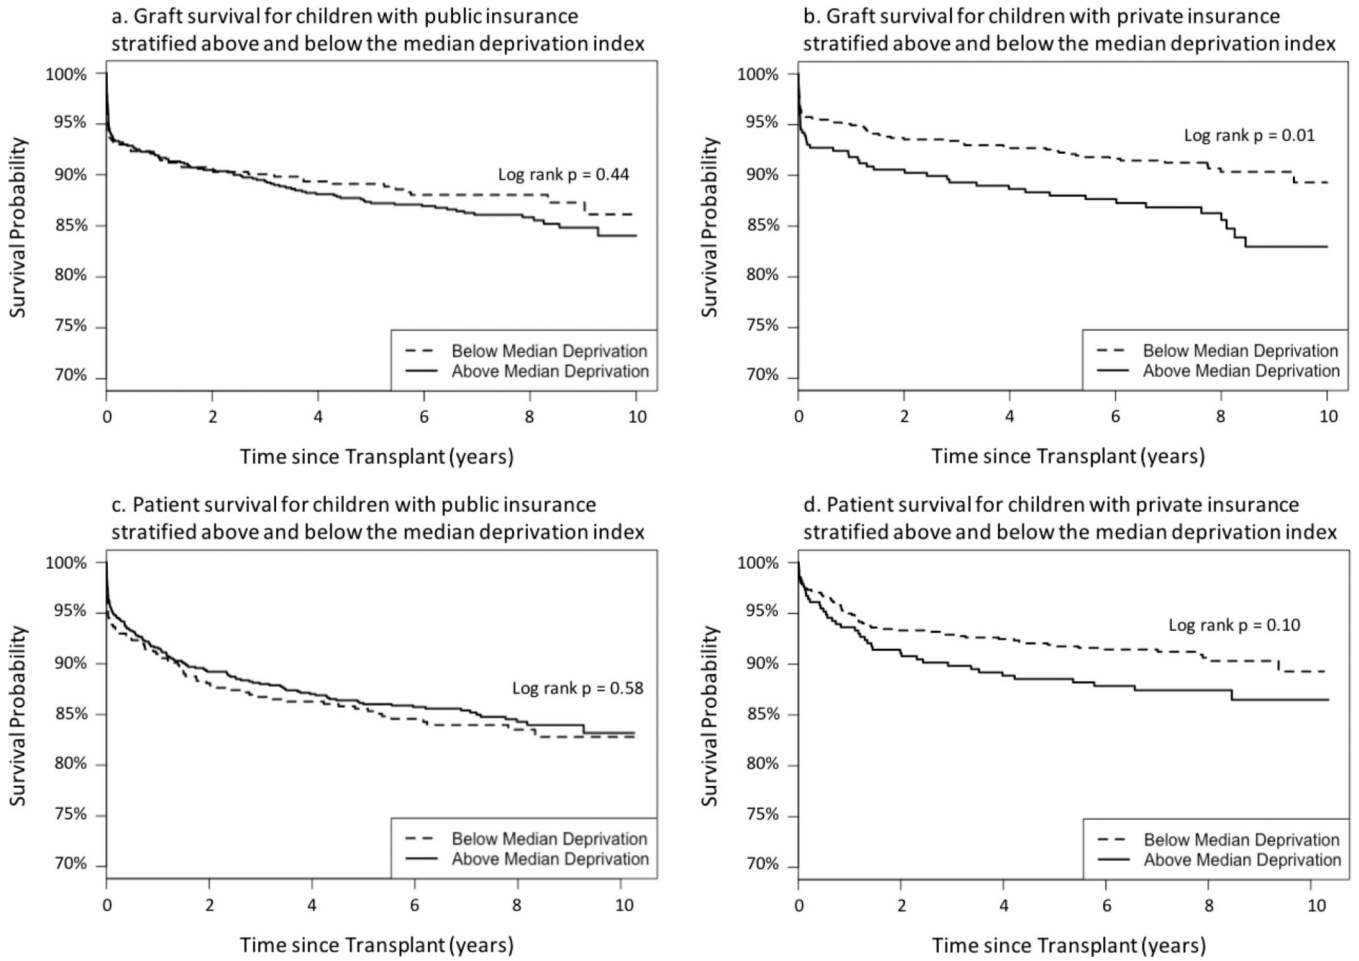 a. Graft survival for children with public insurance
stratified above and below the median deprivation index
100%
95%
90%
85%
80%
75%
70%
Survival Probability
Log rank p = 0.44
Below Median Deprivation
Above Median Deprivation
0 2 4 6 8 10
Time since Transplant (years)
b. Graft survival for children with private insurance
stratified above and below the median deprivation index
100%
95%
90%
85%
80%
75%
70%
Survival Probability
Log rank p = 0.01
Below Median Deprivation
Above Median Deprivation
0 2 4 6 8 10
Time since Transplant (years)
c. Patient survival for children with public insurance
stratified above and below the median deprivation index
100%
95%
90%
85%
80%
75%
70%
Survival Probability
Log rank p = 0.58
Below Median Deprivation
Above Median Deprivation
0 2 4 6 8 10
Time since Transplant (years)
d. Patient survival for children with private insurance
stratified above and below the median deprivation index
100%
95%
90%
85%
80%
75%
70%
Survival Probability
Log rank p = 0.10
Below Median Deprivation
Above Median Deprivation
0 2 4 6 8 10
Time since Transplant (years)